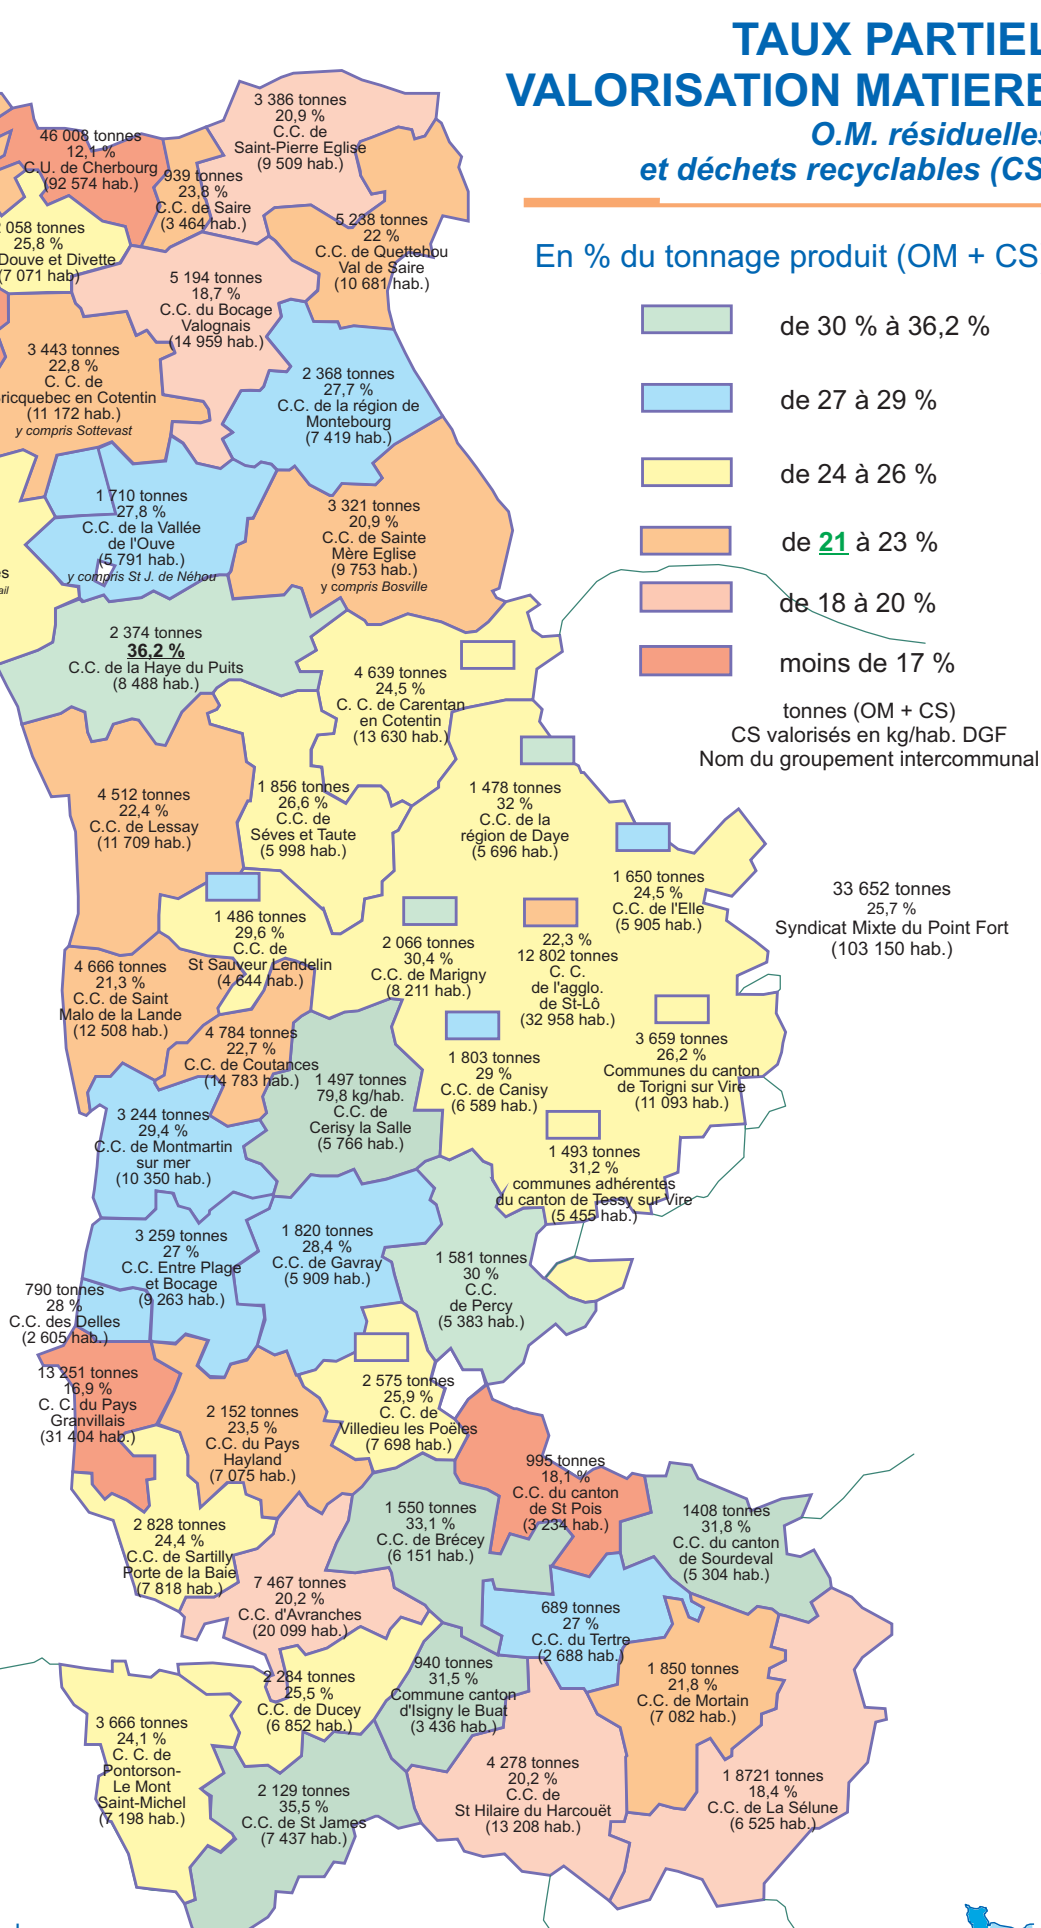 TAUX PARTIEL
VALORISATION MATIERE
O.M. résiduelles
et déchets recyclables (CS
En % du tonnage produit (OM + CS
de 30 % à 36,2 %
de 27 à 29 %
de 24 à 26 %
de 21 à 23 %
de 18 à 20 %
moins de 17 %
tonnes (OM + CS)
CS valorisés en kg/hab. DGF
Nom du groupement intercommunal
33 652 tonnes
25,7 %
Syndicat Mixte du Point Fort
(103 150 hab.)
3 386 tonnes
20,9 %
C.C. de
Saint-Pierre Eglise
(9 509 hab.)
46 008 tonnes
12,1 %
C.U. de Cherbourg
(92 574 hab.)
939 tonnes
23,8 %
C.C. de Saire
(3 464 hab.)
5 238 tonnes
22 %
C.C. de Quettehou
Val de Saire
(10 681 hab.)
058 tonnes
25,8 %
Douve et Divette
(7 071 hab)
5 194 tonnes
18,7 %
C.C. du Bocage
Valognais
(14 959 hab.)
3 443 tonnes
22,8 %
C. C. de
ricquebec en Cotentin
(11 172 hab.)
y compris Sottevast
2 368 tonnes
27,7 %
C.C. de la région de
Montebourg
(7 419 hab.)
1 710 tonnes
27,8 %
C.C. de la Vallée
de l'Ouve
(5 791 hab.)
y compris St J. de Néhou
3 321 tonnes
20,9 %
C.C. de Sainte
Mère Eglise
(9 753 hab.)
y compris Bosville
s
ail
2 374 tonnes
36,2 %
C.C. de la Haye du Puits
(8 488 hab.)
4 639 tonnes
24,5 %
C. C. de Carentan
en Cotentin
(13 630 hab.)
4 512 tonnes
22,4 %
C.C. de Lessay
(11 709 hab.)
1 856 tonnes
26,6 %
C.C. de
Séves et Taute
(5 998 hab.)
1 478 tonnes
32 %
C.C. de la
région de Daye
(5 696 hab.)
1 650 tonnes
24,5 %
C.C. de l'Elle
(5 905 hab.)
1 486 tonnes
29,6 %
C.C. de
St Sauveur Lendelin
(4 644 hab.)
2 066 tonnes
30,4 %
C.C. de Marigny
(8 211 hab.)
22,3 %
12 802 tonnes
C. C.
de l'agglo.
de St-Lô
(32 958 hab.)
4 666 tonnes
21,3 %
C.C. de Saint
Malo de la Lande
(12 508 hab.)
4 784 tonnes
22,7 %
C.C. de Coutances
(14 783 hab.)
1 497 tonnes
79,8 kg/hab.
C.C. de
Cerisy la Salle
(5 766 hab.)
1 803 tonnes
29 %
C.C. de Canisy
(6 589 hab.)
3 659 tonnes
26,2 %
Communes du canton
de Torigni sur Vire
(11 093 hab.)
3 244 tonnes
29,4 %
C.C. de Montmartin
sur mer
(10 350 hab.)
1 493 tonnes
31,2 %
communes adhérentes
du canton de Tessy sur Vire
(5 455 hab.)
3 259 tonnes
27 %
C.C. Entre Plage
et Bocage
(9 263 hab.)
1 820 tonnes
28,4 %
C.C. de Gavray
(5 909 hab.)
1 581 tonnes
30 %
C.C.
de Percy
(5 383 hab.)
790 tonnes
28 %
C.C. des Delles
(2 605 hab.)
13 251 tonnes
16,9 %
C. C. du Pays
Granvillais
(31 404 hab.)
2 152 tonnes
23,5 %
C.C. du Pays
Hayland
(7 075 hab.)
2 575 tonnes
25,9 %
C. C. de
Villedieu les Poëles
(7 698 hab.)
995 tonnes
18,1 %
C.C. du canton
de St Pois
(3 234 hab.)
2 828 tonnes
24,4 %
C.C. de Sartilly
Porte de la Baie
(7 818 hab.)
1 550 tonnes
33,1 %
C.C. de Brécey
(6 151 hab.)
1408 tonnes
31,8 %
C.C. du canton
de Sourdeval
(5 304 hab.)
7 467 tonnes
20,2 %
C.C. d'Avranches
(20 099 hab.)
689 tonnes
27 %
C.C. du Tertre
(2 688 hab.)
2 284 tonnes
25,5 %
C.C. de Ducey
(6 852 hab.)
940 tonnes
31,5 %
Commune canton
d'Isigny le Buat
(3 436 hab.)
1 850 tonnes
21,8 %
C.C. de Mortain
(7 082 hab.)
3 666 tonnes
24,1 %
C. C. de
Pontorson-
Le Mont
Saint-Michel
(7 198 hab.)
2 129 tonnes
35,5 %
C.C. de St James
(7 437 hab.)
4 278 tonnes
20,2 %
C.C. de
St Hilaire du Harcouët
(13 208 hab.)
1 8721 tonnes
18,4 %
C.C. de La Sélune
(6 525 hab.)